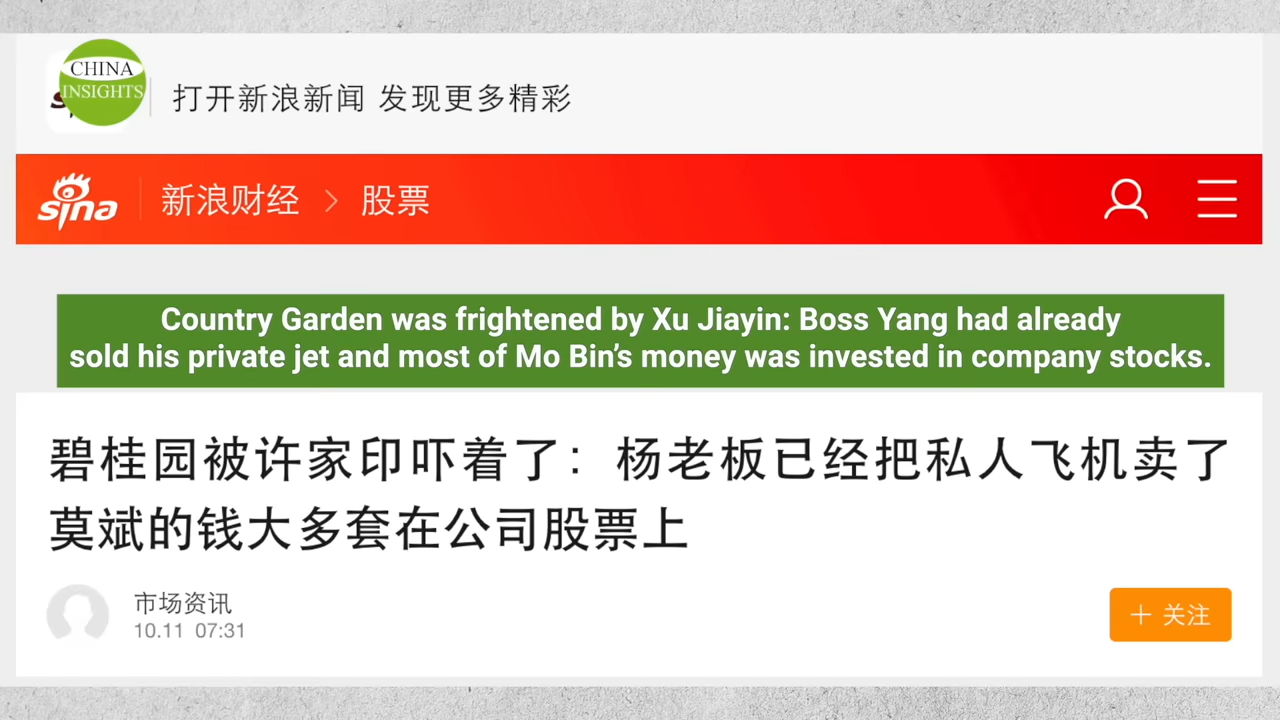 CHINA
INSIGHTS
打开新浪新闻 发现更多精彩
sina
新浪财经 > 股票
Country Garden was frightened by Xu Jiayin: Boss Yang had already
sold his private jet and most of Mo Bin's money was invested in company stocks.
碧桂园被许家印吓着了：杨老板已经把私人飞机卖了
莫斌的钱大多套在公司股票上
市场资讯
10.11 07:31
+ 关注